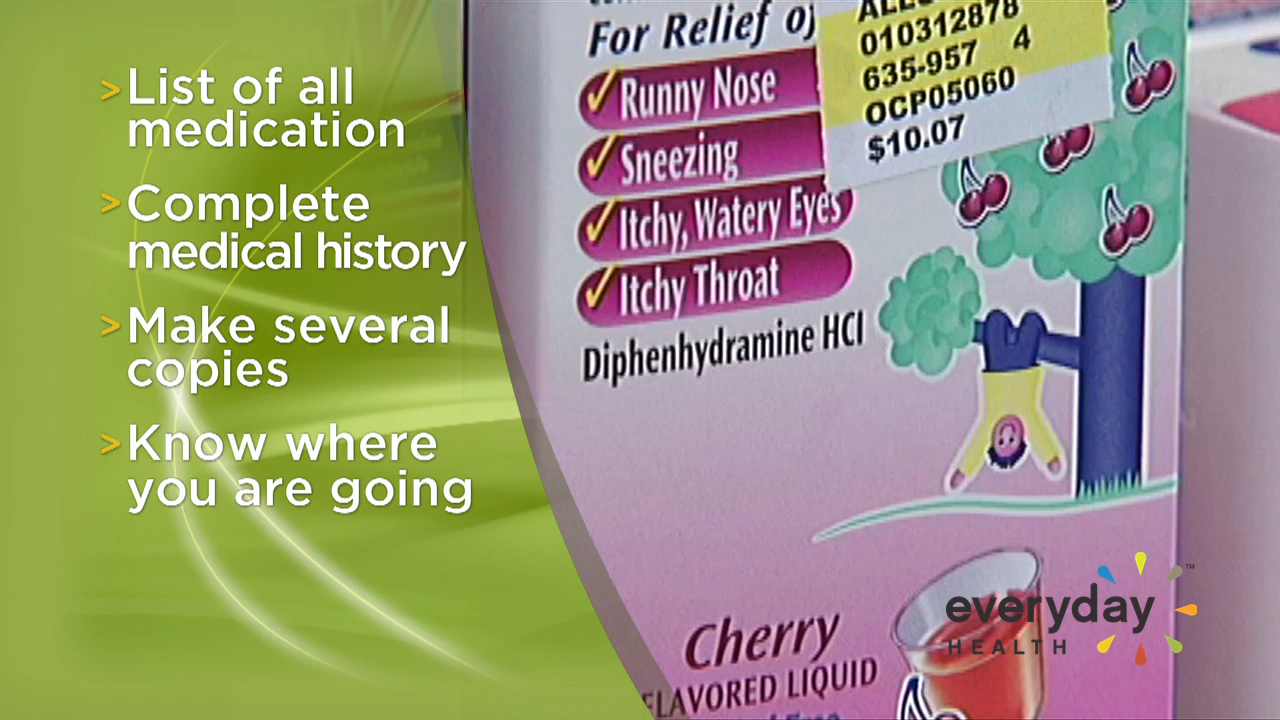 >List of all
medication
>Complete
medical history
>Make several
copies
>Know where
you are going
For Relief of
✓Runny Nose
✓Sneezing
✓Itchy, Watery Eyes
✓Itchy Throat
Diphenhydramine HCl
010312878
635-957 4
OCP05060
$10.07
Cherry
FLAVORED LIQUID
everyday™
HEALTH